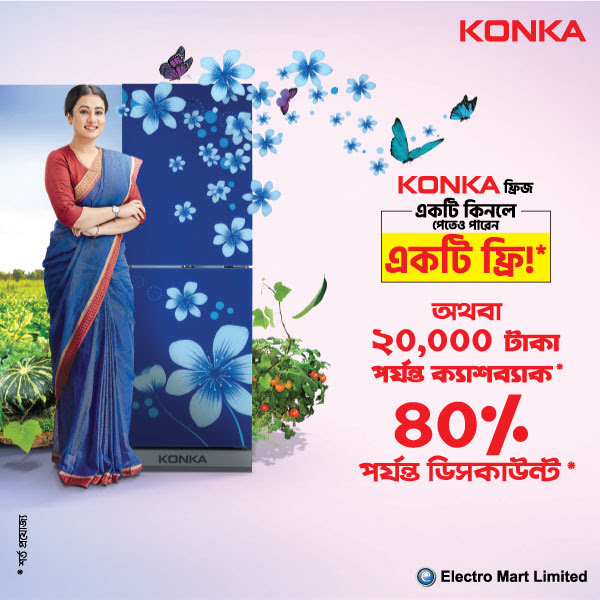 KONKA
KONKA ফ্রিজ
একটি কিনলে
পেতেও পারেন
একটি ফ্রি!*
অথবা
২০,০০০ টাকা
পর্যন্ত ক্যাশব্যাক*
৪০%
পর্যন্ত ডিসকাউন্ট*
KONKA
* শর্ত প্রযোজ্য
Electro Mart Limited